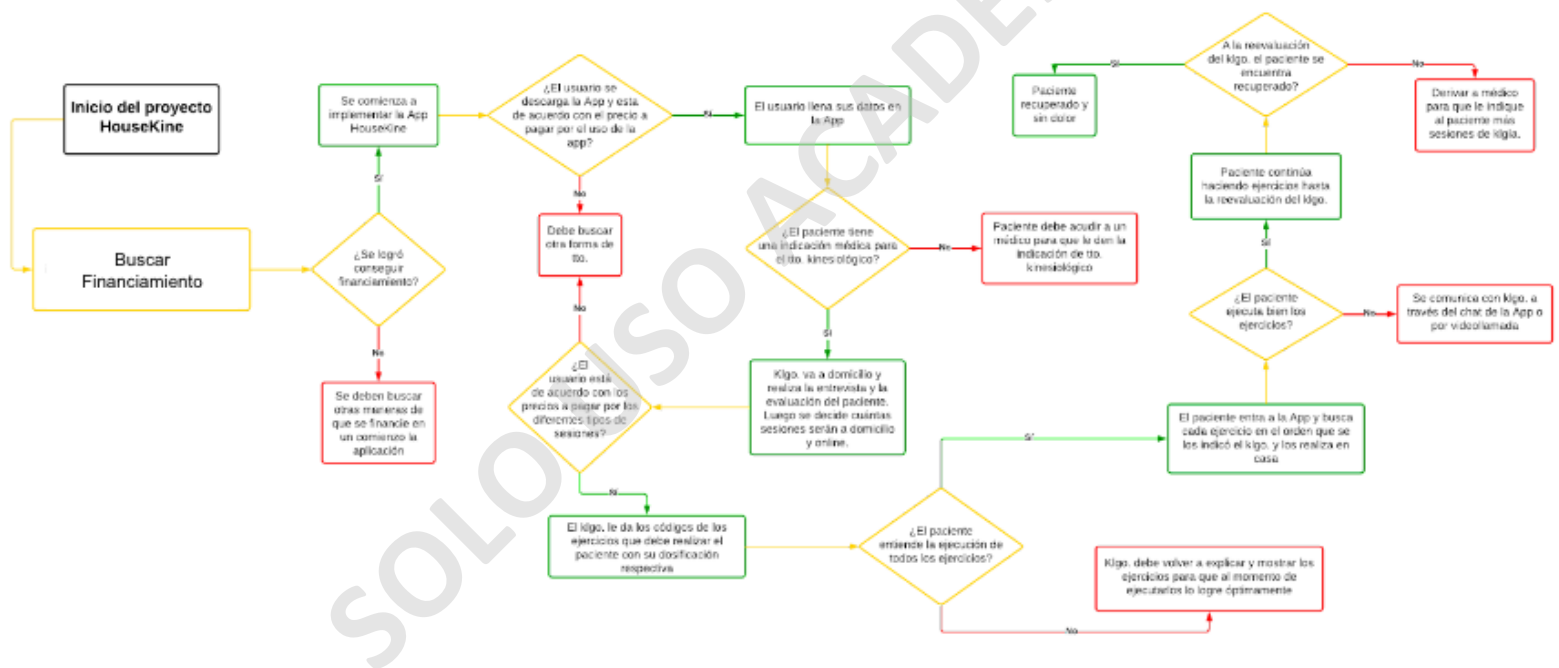 Inicio del proyecto
HouseKine
Buscar
Financiamiento
¿Se logró
conseguir
financiamiento?
Sí
No
Se comienza a
implementar la App
HouseKine
Se deben buscar
otras maneras de
que se financie en
un comienzo la
aplicación
¿El usuario se
descarga la App y esta
de acuerdo con el precio a
pagar por el uso de la
app?
Sí
No
Debe buscar
otra forma de
tto.
No
¿El
usuario está
de acuerdo con los
precios a pagar por los
diferentes tipos de
sesiones?
Sí
El klgo. le da los códigos de los
ejercicios que debe realizar el
paciente con su dosificación
respectiva
El usuario llena sus datos en
la App
¿El paciente tiene
una indicación médica para
el tto. kinesiológico?
No
Paciente debe acudir a un
médico para que le den la
indicación de tto.
kinesiológico
Sí
Klgo. va a domicilio y
realiza la entrevista y la
evaluación del paciente.
Luego se decide cuántas
sesiones serán a domicilio
y online.
¿El paciente
entiende la ejecución de
todos los ejercicios?
Sí
No
Klgo. debe volver a explicar y mostrar los
ejercicios para que al momento de
ejecutarlos lo logre óptimamente
El paciente entra a la App y busca
cada ejercicio en el orden que se
los indicó el klgo. y los realiza en
casa
¿El paciente
ejecuta bien los
ejercicios?
No
Se comunica con klgo. a
través del chat de la App o
por videollamada
Sí
Paciente continúa
haciendo ejercicios hasta
la reevaluación del klgo.
A la reevaluación
del klgo. el paciente se
encuentra
recuperado?
Sí
Paciente
recuperado y
sin dolor
No
Derivar a médico
para que le indique
al paciente más
sesiones de klgía.
SOLO USO ACADE